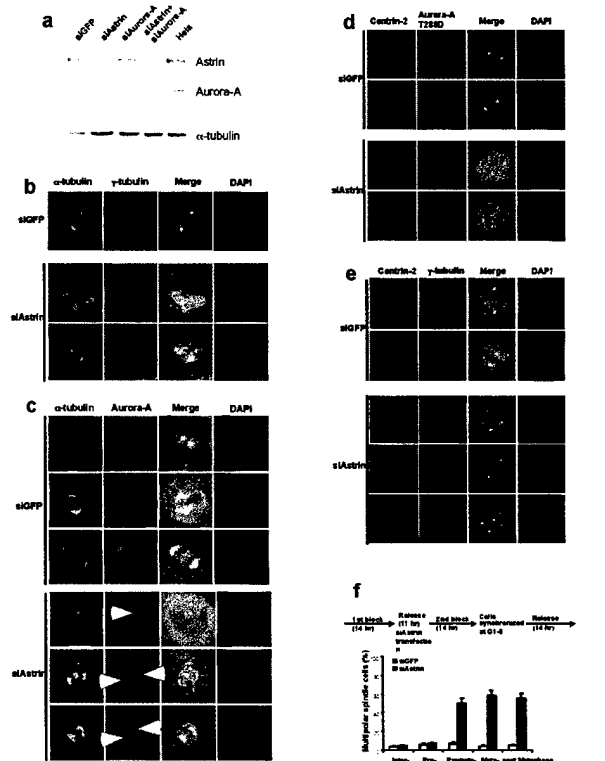 a
siGFP
siAstrin
siAurora-A
siAstrin+
siAurora-A
Hela
Astrin
Aurora-A
α-tubulin
b
α-tubulin γ-tubulin Merge DAPI
siGFP
siAstrin
c
α-tubulin Aurora-A Merge DAPI
siGFP
siAstrin
d
Centrin-2 Aurora-A T288D Merge DAPI
siGFP
siAstrin
e
Centrin-2 γ-tubulin Merge DAPI
siGFP
siAstrin
f
1st block (14 hr)
Release (11 hr)
siAstrin
transfectio
n
2nd block (14 hr)
Cells
synchronized
at G1-S
Release (14 hr)
Multipolar spindle cells (%)
siGFP
siAstrin